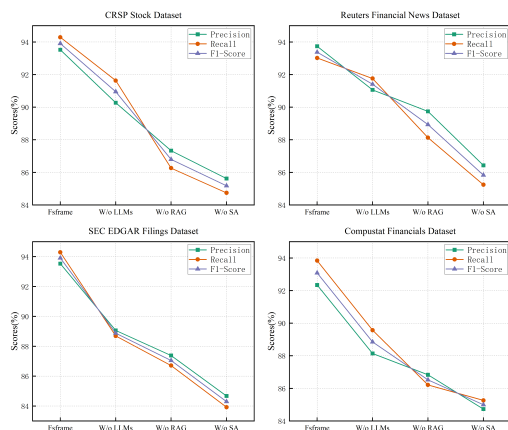 CRSP Stock Dataset
Scores(%)
94
92
90
88
86
84
Precision
Recall
F1-Score
Fsframe
W/o LLMs
W/o RAG
W/o SA
Reuters Financial News Dataset
Scores(%)
94
92
90
88
86
84
Precision
Recall
F1-Score
Fsframe
W/o LLMs
W/o RAG
W/o SA
SEC EDGAR Filings Dataset
Scores(%)
94
92
90
88
86
84
Precision
Recall
F1-Score
Fsframe
W/o LLMs
W/o RAG
W/o SA
Compustat Financials Dataset
Scores(%)
94
92
90
88
86
84
Precision
Recall
F1-Score
Fsframe
W/o LLMs
W/o RAG
W/o SA